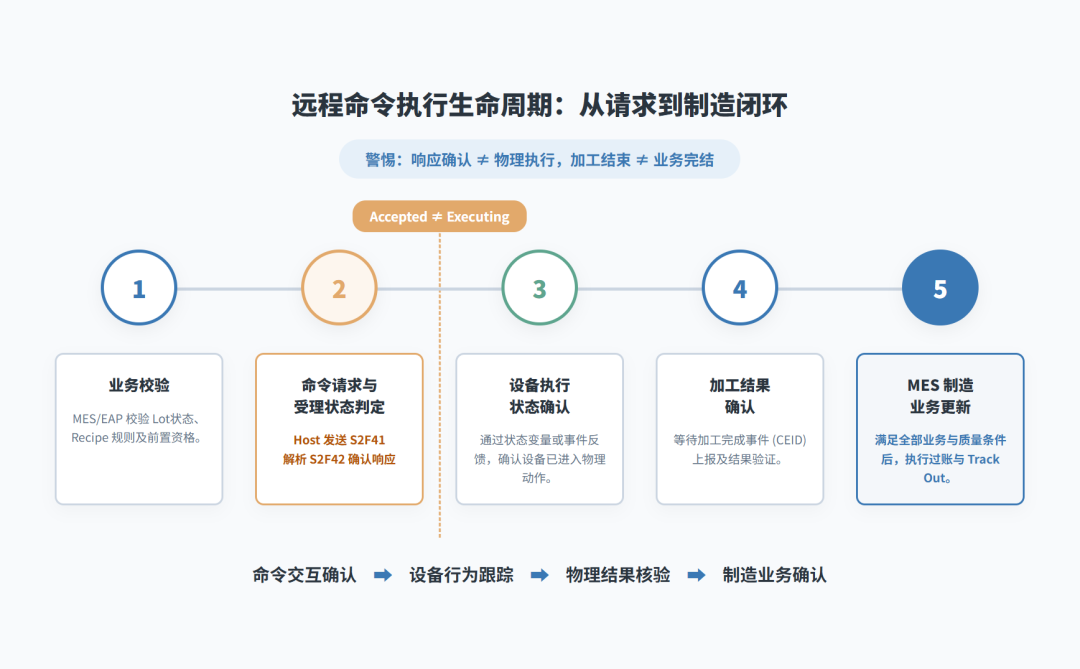 远程命令执行生命周期：从请求到制造闭环
警惕：响应确认 ≠ 物理执行，加工结束 ≠ 业务完结
Accepted ≠ Executing
1
2
3
4
5
业务校验
MES/EAP 校验 Lot状态、
Recipe 规则及前置资格。
命令请求与
受理状态判定
Host 发送 S2F41
解析 S2F42 确认响应
设备执行
状态确认
通过状态变量或事件反
馈，确认设备已进入物理
动作。
加工结果
确认
等待加工完成事件 (CEID)
上报及结果验证。
MES 制造
业务更新
满足全部业务与质量条件
后，执行过账与 Track
Out。
命令交互确认 ➡ 设备行为跟踪 ➡ 物理结果核验 ➡ 制造业务确认